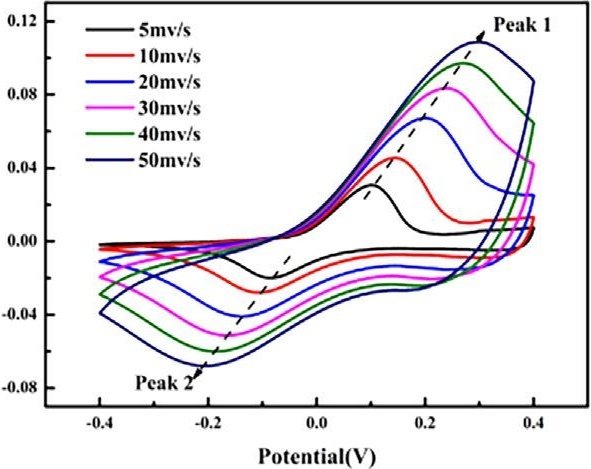 0.12
0.08
0.04
0.00
-0.04
-0.08
5mv/s
10mv/s
20mv/s
30mv/s
40mv/s
50mv/s
Peak 1
Peak 2
-0.4 -0.2 0.0 0.2 0.4
Potential(V)